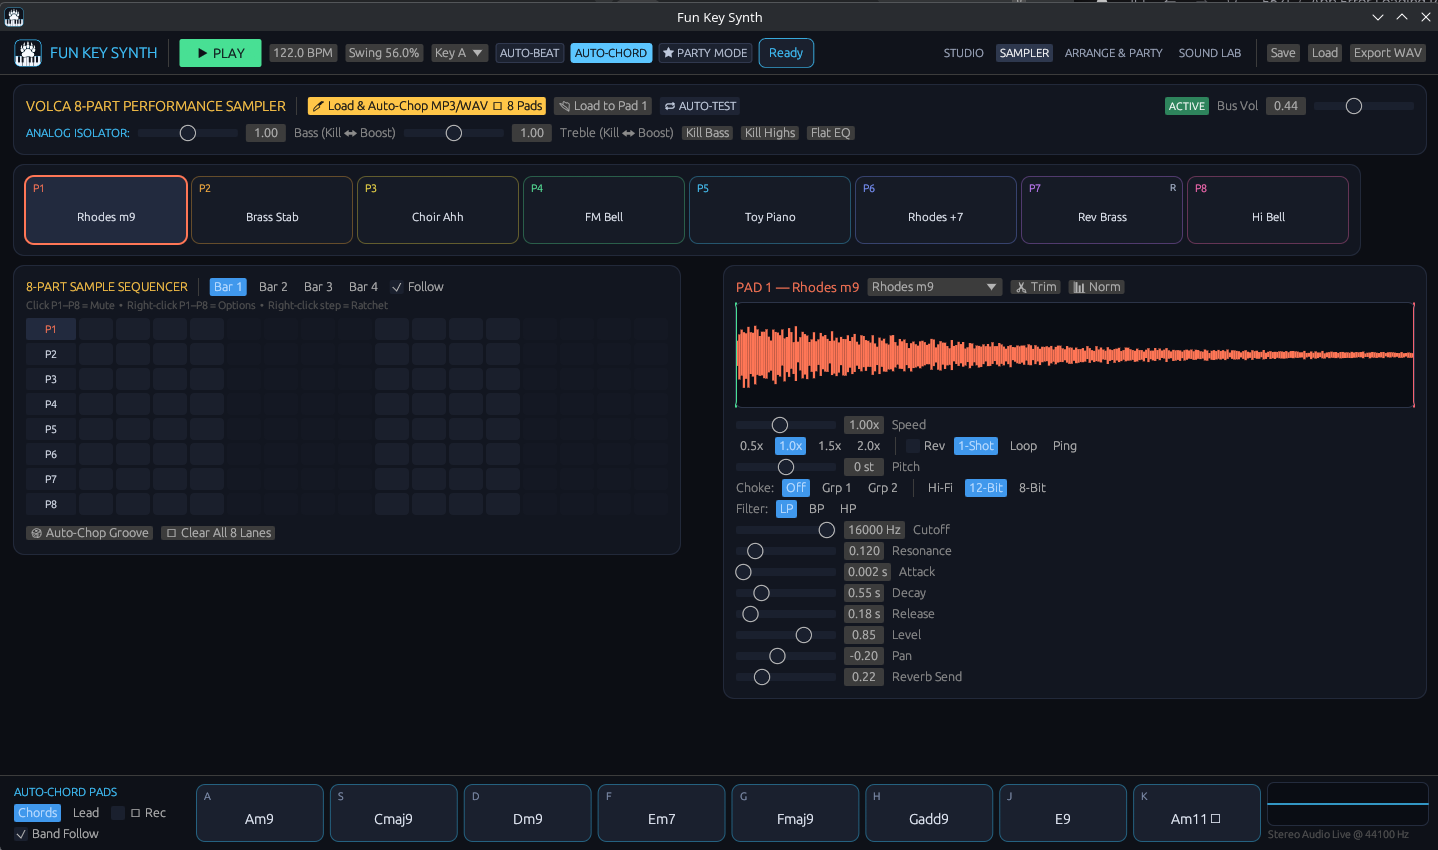 Fun Key Synth
FUN KEY SYNTH ▶ PLAY 122.0 BPM Swing 56.0% Key A AUTO-BEAT AUTO-CHORD ★ PARTY MODE Ready STUDIO SAMPLER ARRANGE & PARTY SOUND LAB Save Load Export WAV
VOLCA 8-PART PERFORMANCE SAMPLER Load & Auto-Chop MP3/WAV □ 8 Pads Load to Pad 1 AUTO-TEST ACTIVE Bus Vol 0.44
ANALOG ISOLATOR: 1.00 Bass (Kill ↔ Boost) 1.00 Treble (Kill ↔ Boost) Kill Bass Kill Highs Flat EQ
P1 P2 P3 P4 P5 P6 P7 R P8
Rhodes m9 Brass Stab Choir Ahh FM Bell Toy Piano Rhodes +7 Rev Brass Hi Bell
8-PART SAMPLE SEQUENCER Bar 1 Bar 2 Bar 3 Bar 4 Follow
Click P1–P8 = Mute • Right-click P1–P8 = Options • Right-click step = Ratchet
P1
P2
P3
P4
P5
P6
P7
P8
Auto-Chop Groove □ Clear All 8 Lanes
PAD 1 — Rhodes m9 Rhodes m9 Trim Norm
1.00x Speed
0.5x 1.0x 1.5x 2.0x Rev 1-Shot Loop Ping
0 st Pitch
Choke: Off Grp 1 Grp 2 Hi-Fi 12-Bit 8-Bit
Filter: LP BP HP
16000 Hz Cutoff
0.120 Resonance
0.002 s Attack
0.55 s Decay
0.18 s Release
0.85 Level
-0.20 Pan
0.22 Reverb Send
AUTO-CHORD PADS
Chords Lead □ Rec
Band Follow
A S D F G H J K
Am9 Cmaj9 Dm9 Em7 Fmaj9 Gadd9 E9 Am11 □
Stereo Audio Live @ 44100 Hz